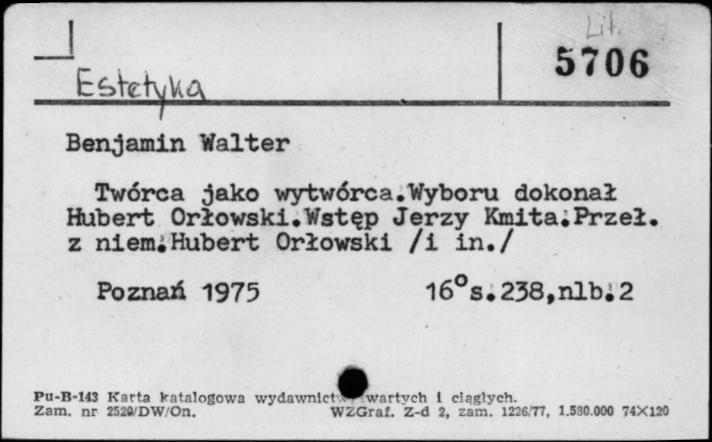 Lit.
5706
Estetyka
Benjamin Walter
Twórca jako wytwórca.Wyboru dokonał
Hubert Orłowski.Wstęp Jerzy Kmita.Przeł.
z niem.Hubert Orłowski /i in./
Poznań 1975 16°s.238,nlb.2
Pu-B-143 Karta katalogowa wydawnictw zwartych i ciągłych.
Zam. nr 2520/DW/On. WZGraf. Z-d 2, zam. 1226/77, 1.580.000 74X120